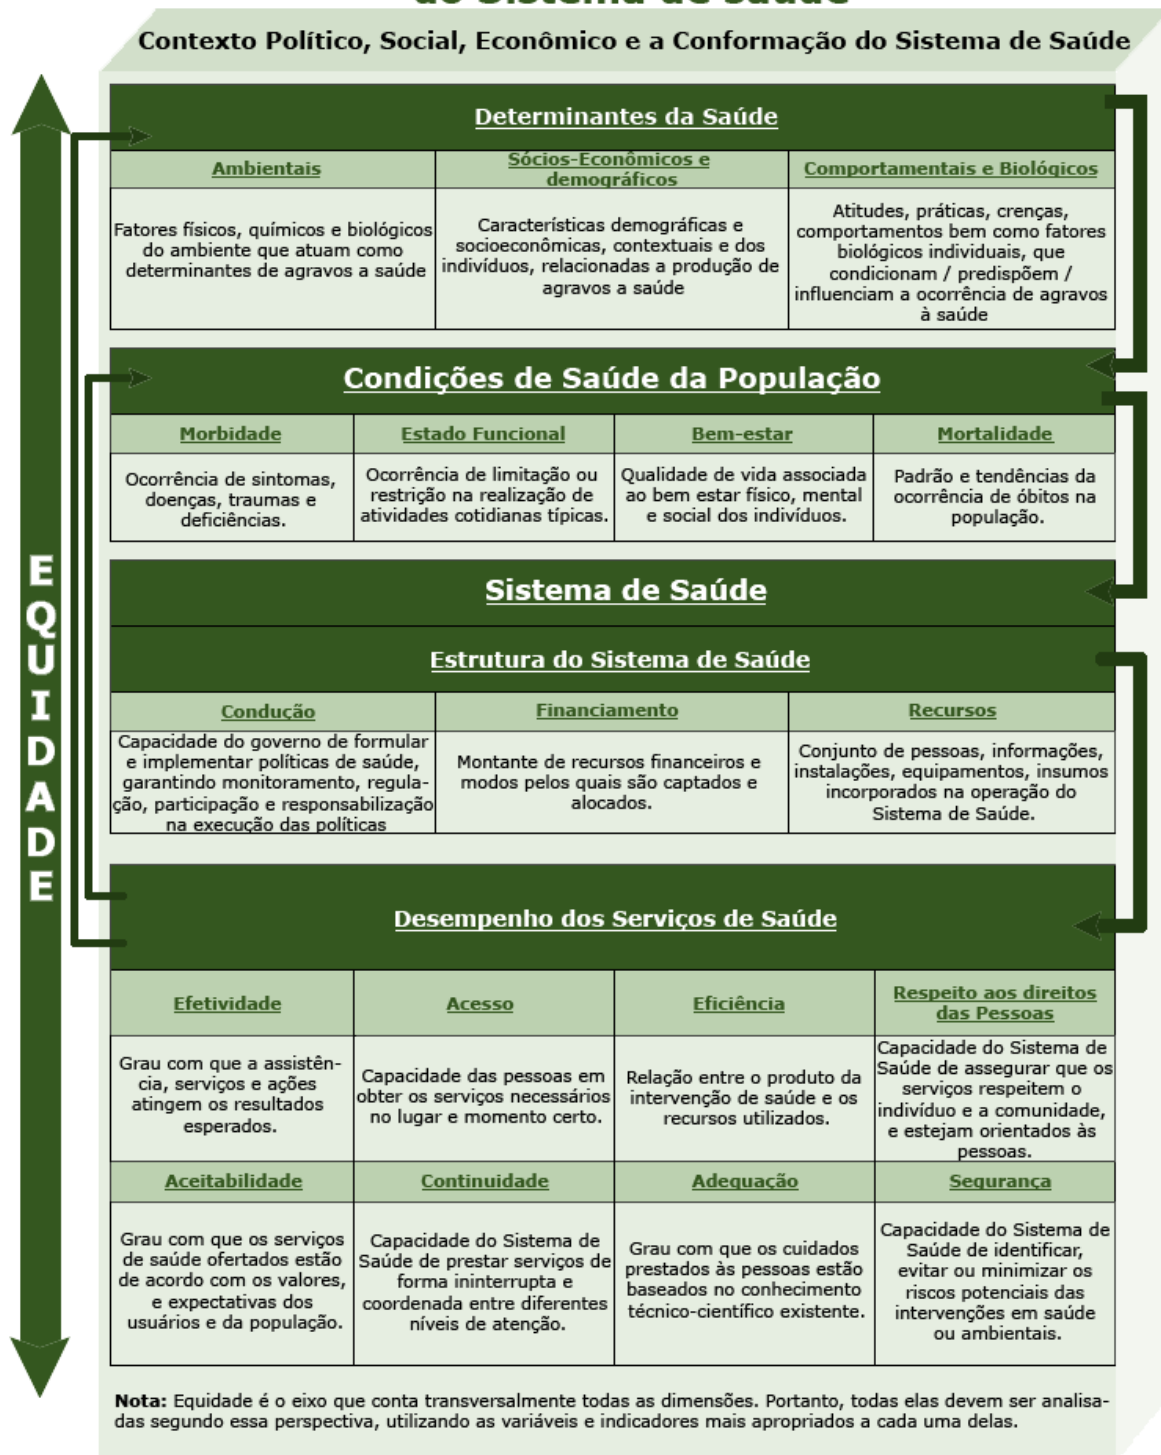 do Sistema de saúde
Contexto Político, Social, Econômico e a Conformação do Sistema de Saúde
EQUIDADE
Determinantes da Saúde
Ambientais
Fatores físicos, químicos e biológicos
do ambiente que atuam como
determinantes de agravos a saúde
Sócios-Econômicos e
demográficos
Características demográficas e
socioeconômicas, contextuais e dos
indivíduos, relacionadas a produção de
agravos a saúde
Comportamentais e Biológicos
Atitudes, práticas, crenças,
comportamentos bem como fatores
biológicos individuais, que
condicionam / predispõem /
influenciam a ocorrência de agravos
à saúde
Condições de Saúde da População
Morbidade
Ocorrência de sintomas,
doenças, traumas e
deficiências.
Estado Funcional
Ocorrência de limitação ou
restrição na realização de
atividades cotidianas típicas.
Bem-estar
Qualidade de vida associada
ao bem estar físico, mental
e social dos indivíduos.
Mortalidade
Padrão e tendências da
ocorrência de óbitos na
população.
Sistema de Saúde
Estrutura do Sistema de Saúde
Condução
Capacidade do governo de formular
e implementar políticas de saúde,
garantindo monitoramento, regula-
ção, participação e responsabilização
na execução das políticas
Financiamento
Montante de recursos financeiros e
modos pelos quais são captados e
alocados.
Recursos
Conjunto de pessoas, informações,
instalações, equipamentos, insumos
incorporados na operação do
Sistema de Saúde.
Desempenho dos Serviços de Saúde
Efetividade
Grau com que a assistên-
cia, serviços e ações
atingem os resultados
esperados.
Acesso
Capacidade das pessoas em
obter os serviços necessários
no lugar e momento certo.
Eficiência
Relação entre o produto da
intervenção de saúde e os
recursos utilizados.
Respeito aos direitos
das Pessoas
Capacidade do Sistema de
Saúde de assegurar que os
serviços respeitem o
indivíduo e a comunidade,
e estejam orientados às
pessoas.
Aceitabilidade
Grau com que os serviços
de saúde ofertados estão
de acordo com os valores,
e expectativas dos
usuários e da população.
Continuidade
Capacidade do Sistema de
Saúde de prestar serviços de
forma ininterrupta e
coordenada entre diferentes
níveis de atenção.
Adequação
Grau com que os cuidados
prestados às pessoas estão
baseados no conhecimento
técnico-científico existente.
Segurança
Capacidade do Sistema de
Saúde de identificar,
evitar ou minimizar os
riscos potenciais das
intervenções em saúde
ou ambientais.
Nota: Equidade é o eixo que conta transversalmente todas as dimensões. Portanto, todas elas devem ser analisa-
das segundo essa perspectiva, utilizando as variáveis e indicadores mais apropriados a cada uma delas.